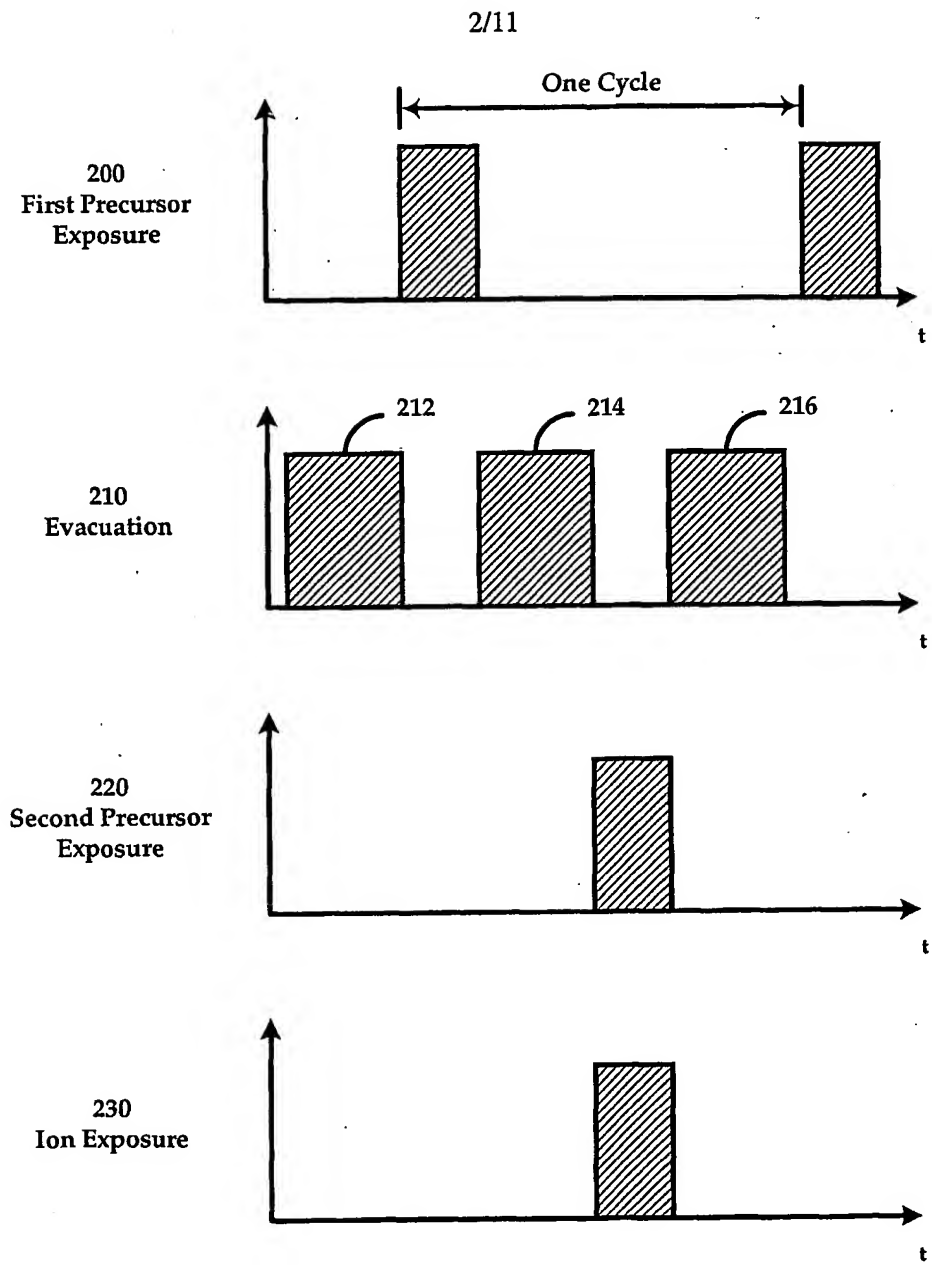 2/11
One Cycle
200
First Precursor
Exposure
t
212
214
216
210
Evacuation
t
220
Second Precursor
Exposure
t
230
Ion Exposure
t